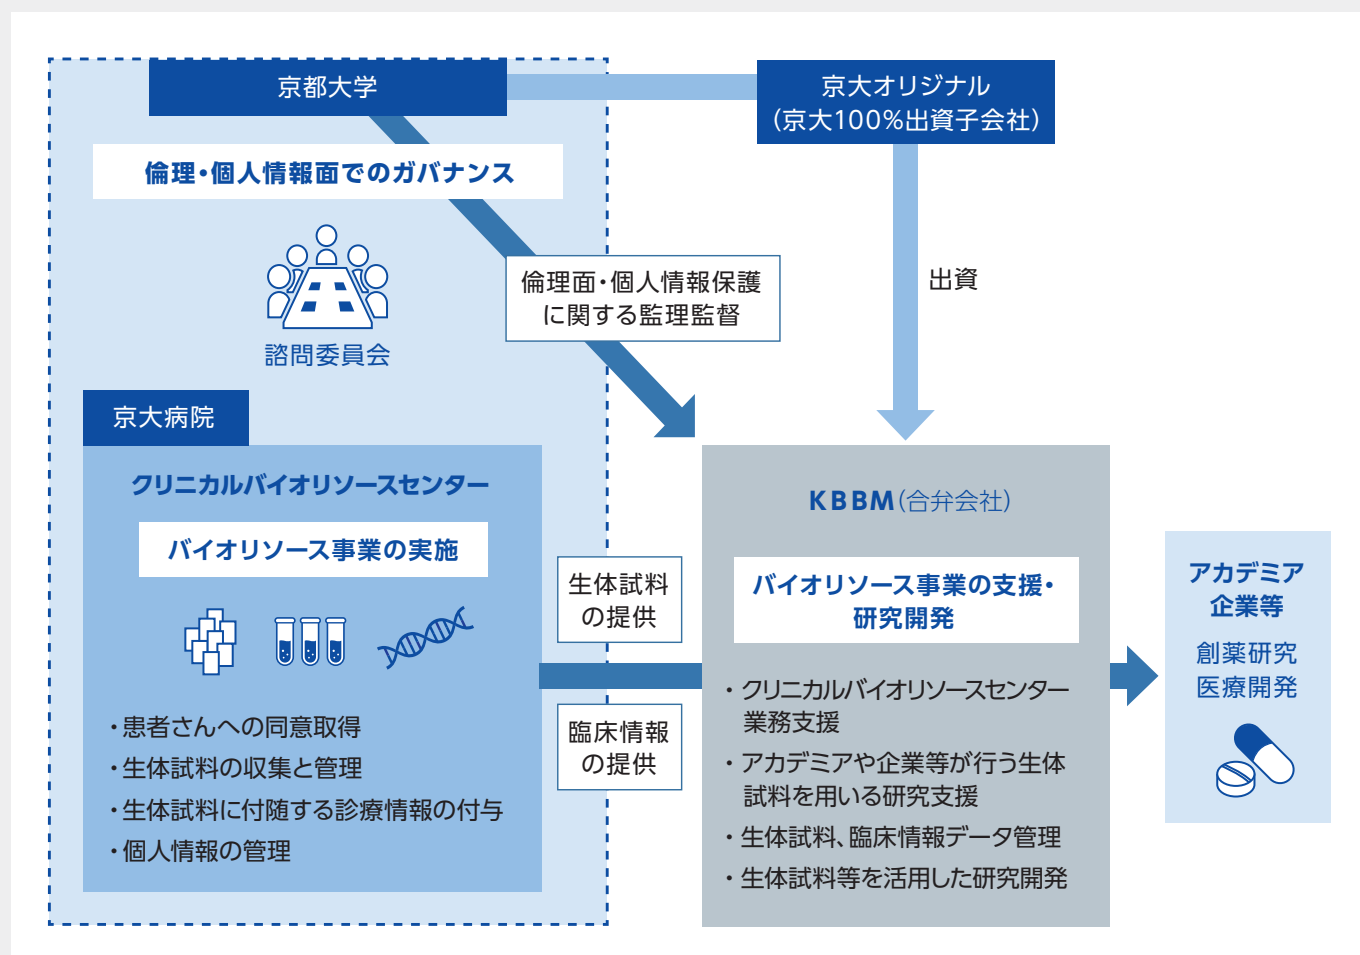 京都大学
京大オリジナル
（京大100%出資子会社）
倫理・個人情報面でのガバナンス
諮問委員会
倫理面・個人情報保護
に関する監理監督
出資
京大病院
クリニカルバイオリソースセンター
バイオリソース事業の実施
・患者さんへの同意取得
・生体試料の収集と管理
・生体試料に付随する診療情報の付与
・個人情報の管理
生体試料
の提供
臨床情報
の提供
KBBM（合弁会社）
バイオリソース事業の支援・
研究開発
・クリニカルバイオリソースセンター
業務支援
・アカデミアや企業等が行う生体
試料を用いる研究支援
・生体試料、臨床情報データ管理
・生体試料等を活用した研究開発
アカデミア
企業等
創薬研究
医療開発